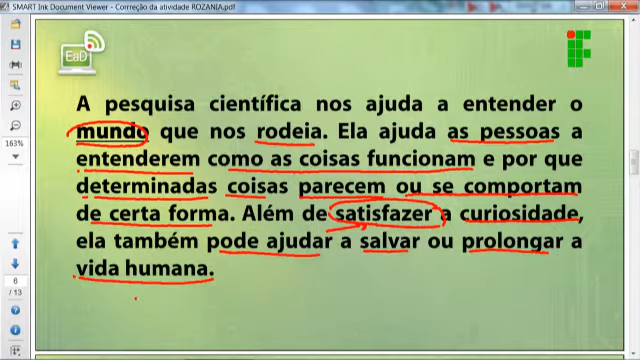 SMART Ink Document Viewer - Correção da atividade ROZANIA.pdf
EaD
A pesquisa científica nos ajuda a entender o
mundo que nos rodeia. Ela ajuda as pessoas a
entenderem como as coisas funcionam e por que
determinadas coisas parecem ou se comportam
de certa forma. Além de satisfazer a curiosidade,
ela também pode ajudar a salvar ou prolongar a
vida humana.
163%
6
/ 13